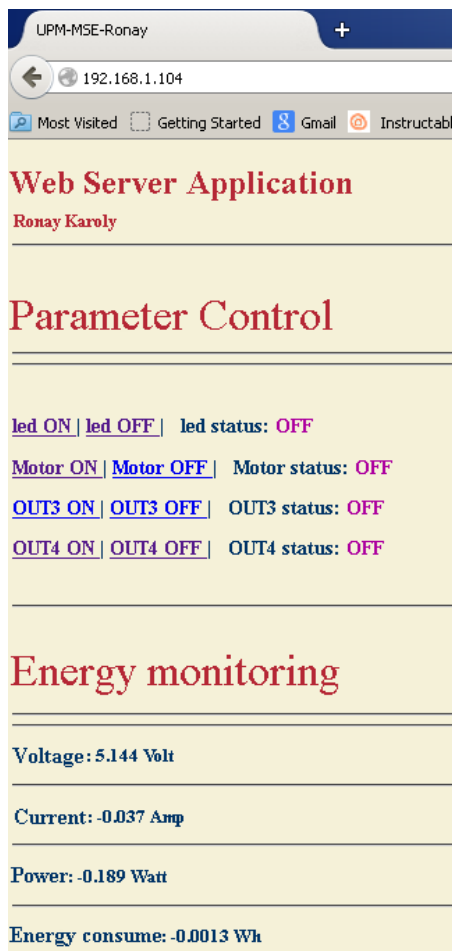 UPM-MSE-Ronay
192.168.1.104
Most Visited Getting Started 8 Gmail Instructabl
Web Server Application
Ronay Karoly
Parameter Control
led ON | led OFF | led status: OFF
Motor ON | Motor OFF | Motor status: OFF
OUT3 ON | OUT3 OFF | OUT3 status: OFF
OUT4 ON | OUT4 OFF | OUT4 status: OFF
Energy monitoring
Voltage: 5.144 Volt
Current: -0.037 Amp
Power: -0.189 Watt
Energy consume: -0.0013 Wh